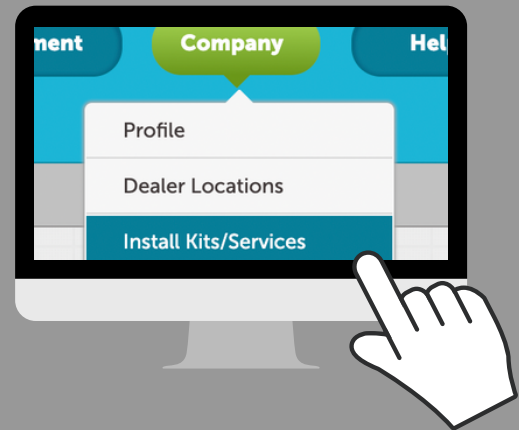 ment
Company
Hel
Profile
Dealer Locations
Install Kits/Services